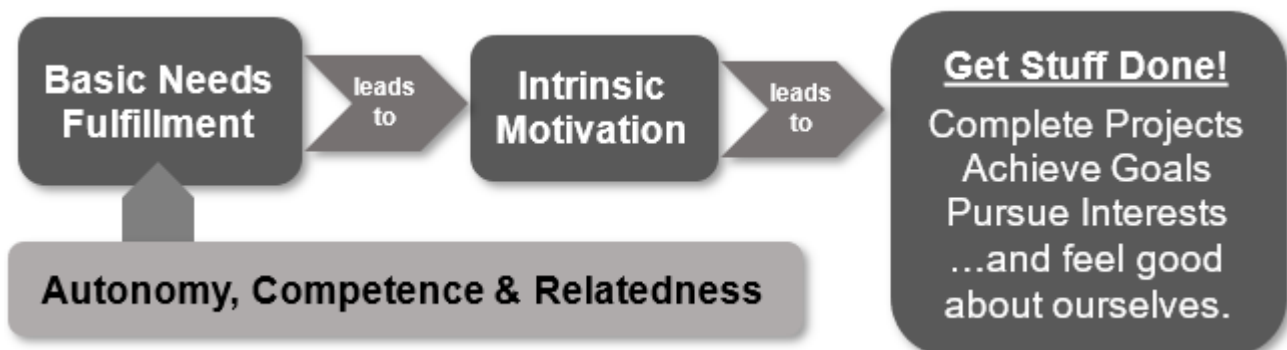 Basic Needs
Fulfillment
leads
to
Intrinsic
Motivation
leads
to
Get Stuff Done!
Complete Projects
Achieve Goals
Pursue Interests
...and feel good
about ourselves.
Autonomy, Competence & Relatedness